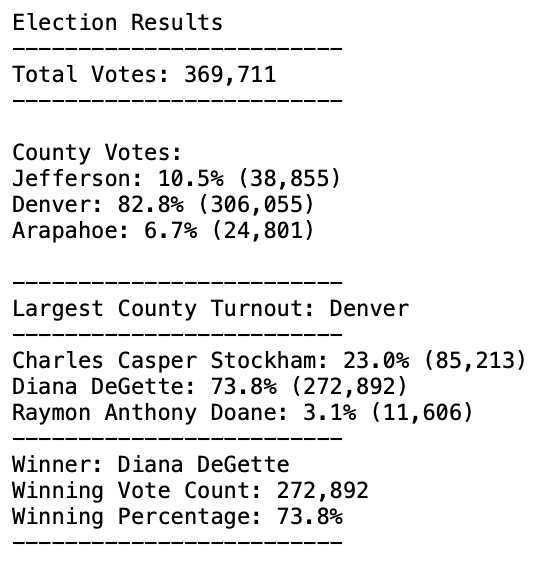 Election Results
-------------------------
Total Votes: 369,711
-------------------------
County Votes:
Jefferson: 10.5% (38,855)
Denver: 82.8% (306,055)
Arapahoe: 6.7% (24,801)
-------------------------
Largest County Turnout: Denver
-------------------------
Charles Casper Stockham: 23.0% (85,213)
Diana DeGette: 73.8% (272,892)
Raymon Anthony Doane: 3.1% (11,606)
-------------------------
Winner: Diana DeGette
Winning Vote Count: 272,892
Winning Percentage: 73.8%
-------------------------